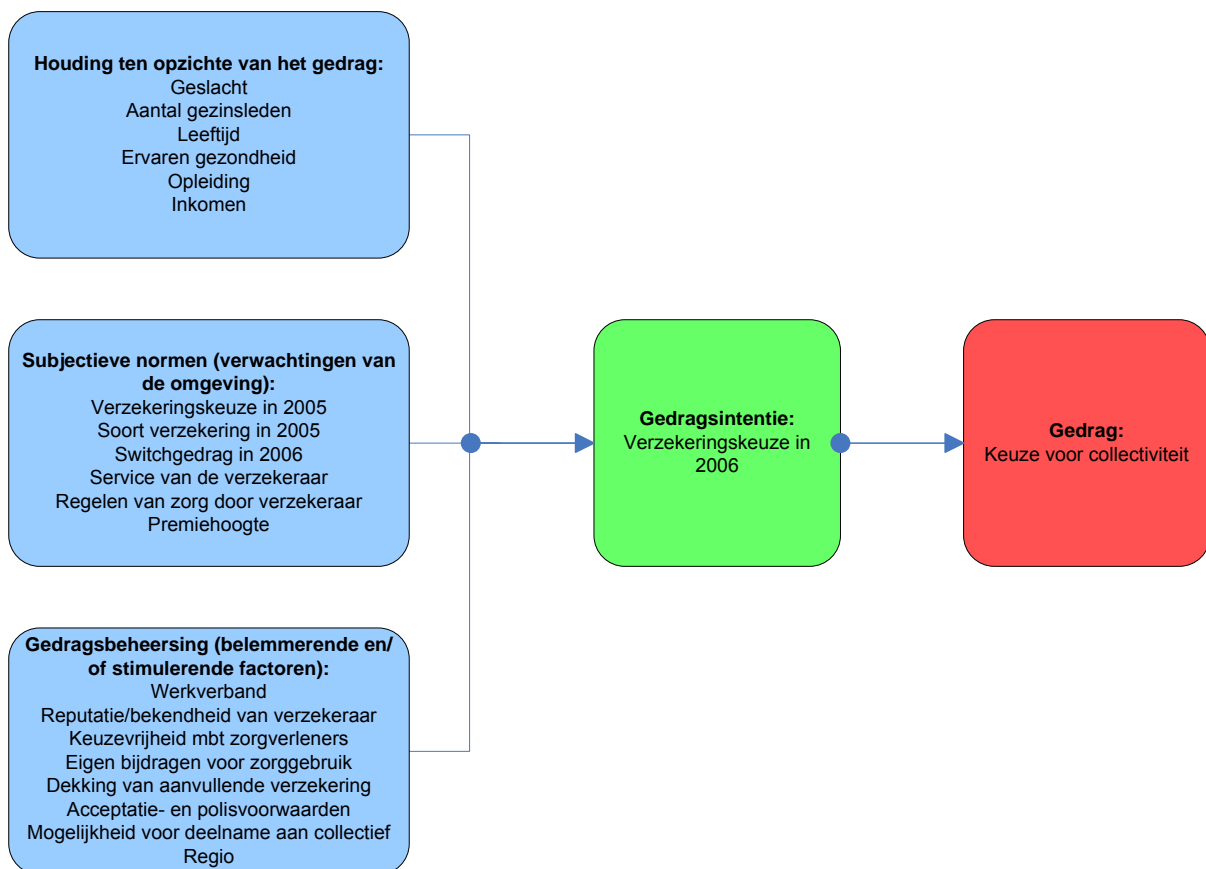 Houding ten opzichte van het gedrag:
Geslacht
Aantal gezinsleden
Leeftijd
Ervaren gezondheid
Opleiding
Inkomen
Subjectieve normen (verwachtingen van
de omgeving):
Verzekeringskeuze in 2005
Soort verzekering in 2005
Switchgedrag in 2006
Service van de verzekeraar
Regelen van zorg door verzekeraar
Premiehoogte
Gedragsbeheersing (belemmerende en/
of stimulerende factoren):
Werkverband
Reputatie/bekendheid van verzekeraar
Keuzevrijheid mbt zorgverleners
Eigen bijdragen voor zorggebruik
Dekking van aanvullende verzekering
Acceptatie- en polisvoorwaarden
Mogelijkheid voor deelname aan collectief
Regio
Gedragsintentie:
Verzekeringskeuze in
2006
Gedrag:
Keuze voor collectiviteit